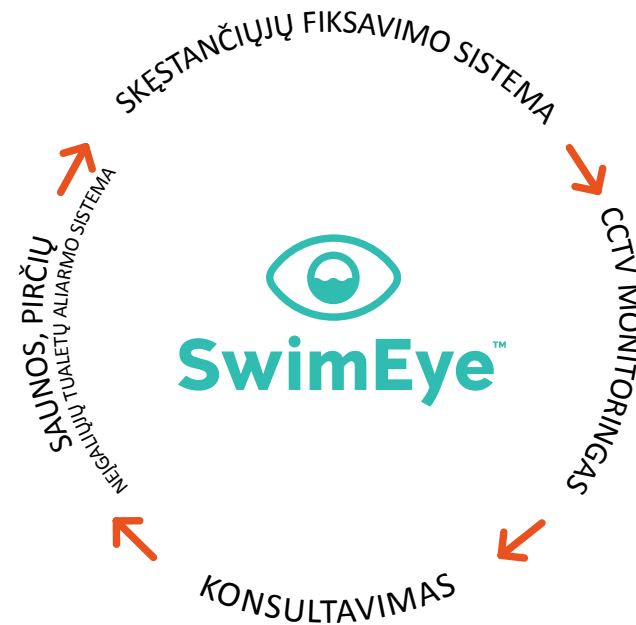 SKĘSTANČIŲJŲ FIKSAVIMO SISTEMA
CCTV MONITORINGAS
KONSULTAVIMAS
SAUNOS, PIRČIŲ
NEĮGALIŲJŲ TUALETŲ ALIARMO SISTEMA
SwimEye™